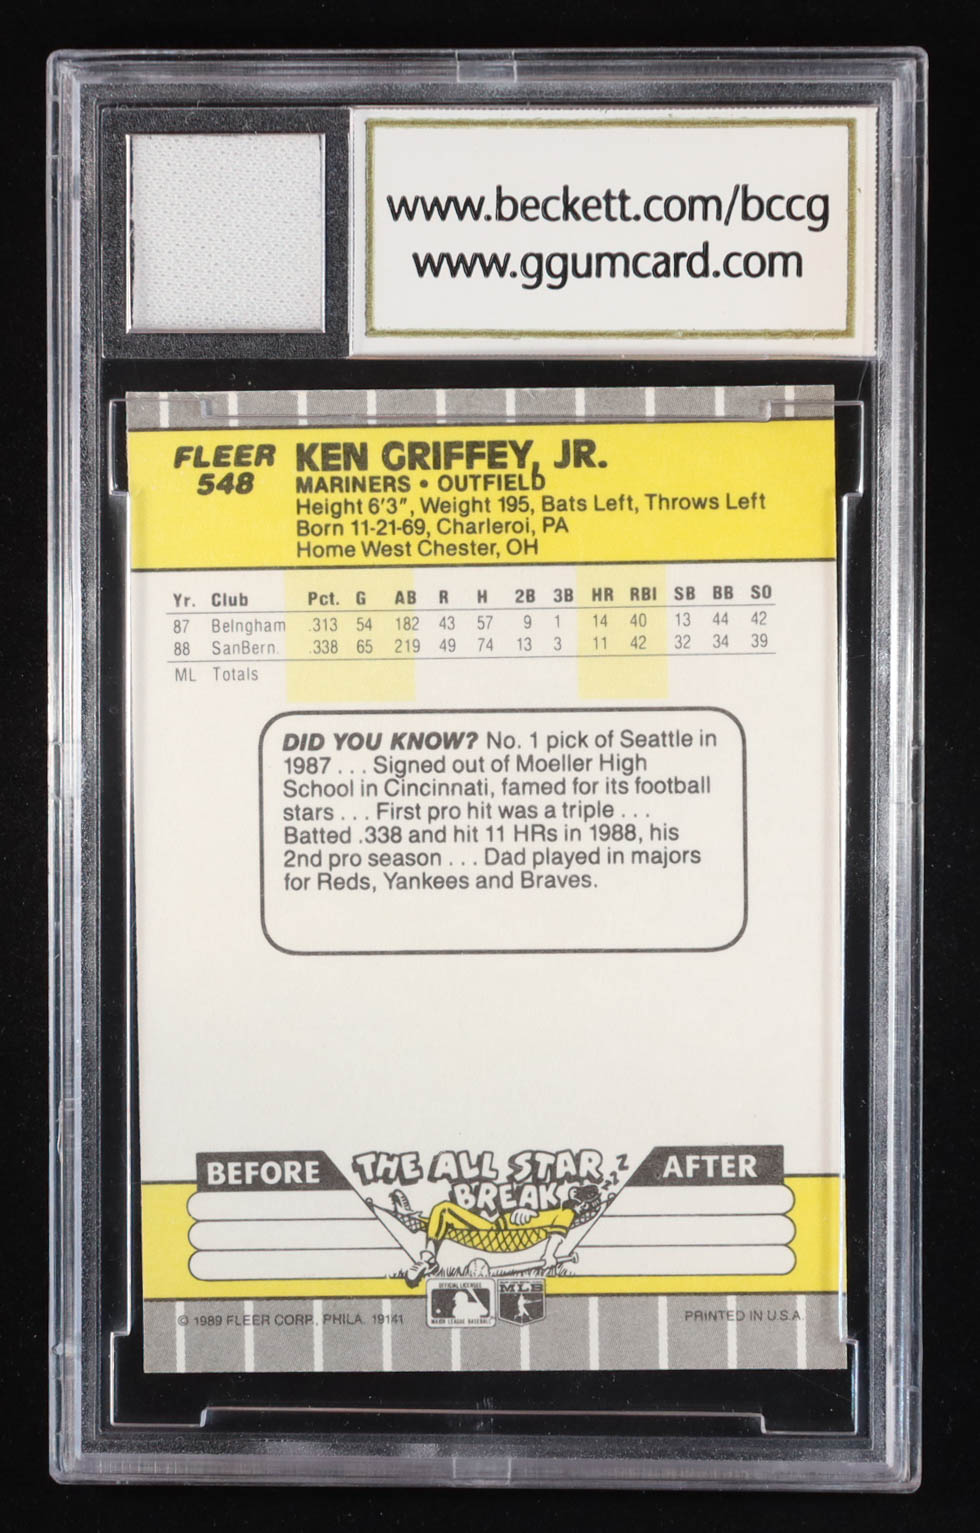 www.beckett.com/bccg
www.ggumcard.com
FLEER
548
KEN GRIFFEY, JR.
MARINERS • OUTFIELD
Height 6'3", Weight 195, Bats Left, Throws Left
Born 11-21-69, Charleroi, PA
Home West Chester, OH
Yr. Club Pct. G AB R H 2B 3B HR RBI SB BB SO
87 Belngham .313 54 182 43 57 9 1 14 40 13 44 42
88 SanBern. .338 65 219 49 74 13 3 11 42 32 34 39
ML Totals
DID YOU KNOW? No. 1 pick of Seattle in
1987 . . . Signed out of Moeller High
School in Cincinnati, famed for its football
stars . . . First pro hit was a triple . . .
Batted .338 and hit 11 HRs in 1988, his
2nd pro season . . . Dad played in majors
for Reds, Yankees and Braves.
BEFORE
THE ALL STAR
BREAK
ZZZ
AFTER
OFFICIAL LICENSEE
MAJOR LEAGUE BASEBALL
MLB
© 1989 FLEER CORP., PHILA. 19141
PRINTED IN U.S.A.